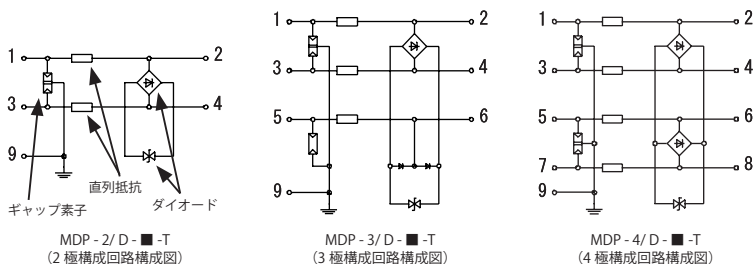 1
2
3
4
9
ギャップ素子
直列抵抗
ダイオード
MDP - 2/ D - ■ -T
(2 極構成回路構成図)
1
2
3
4
5
6
9
MDP - 3/ D - ■ -T
(3 極構成回路構成図)
1
2
3
4
5
6
7
8
9
MDP - 4/ D - ■ -T
(4 極構成回路構成図)